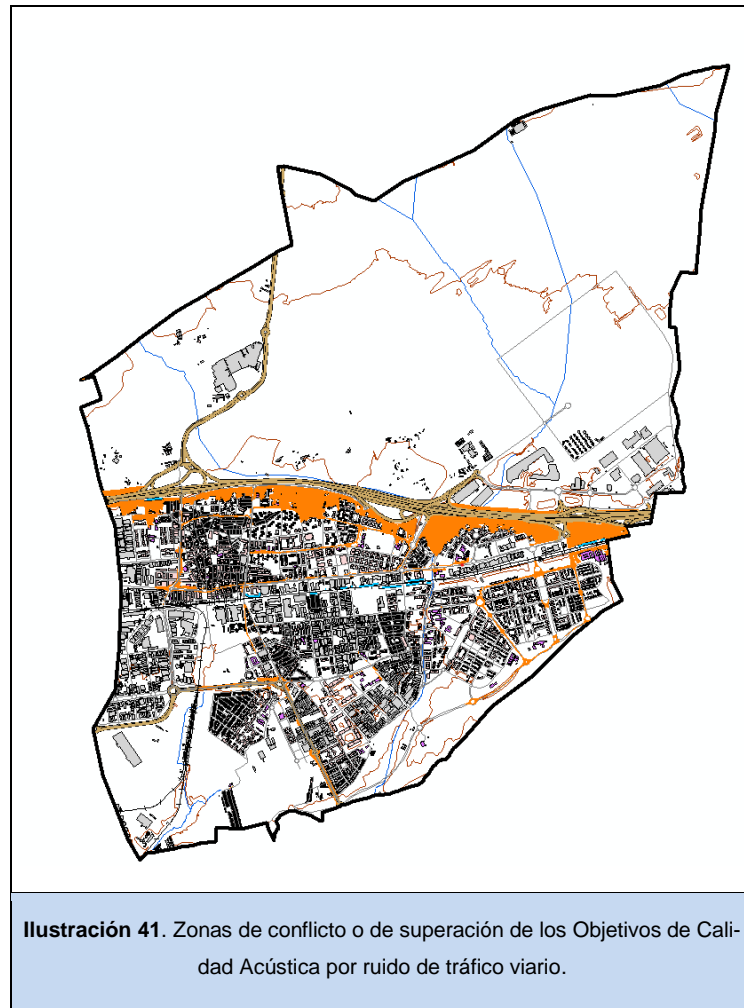 Ilustración 41. Zonas de conflicto o de superación de los Objetivos de Cali-
dad Acústica por ruido de tráfico viario.